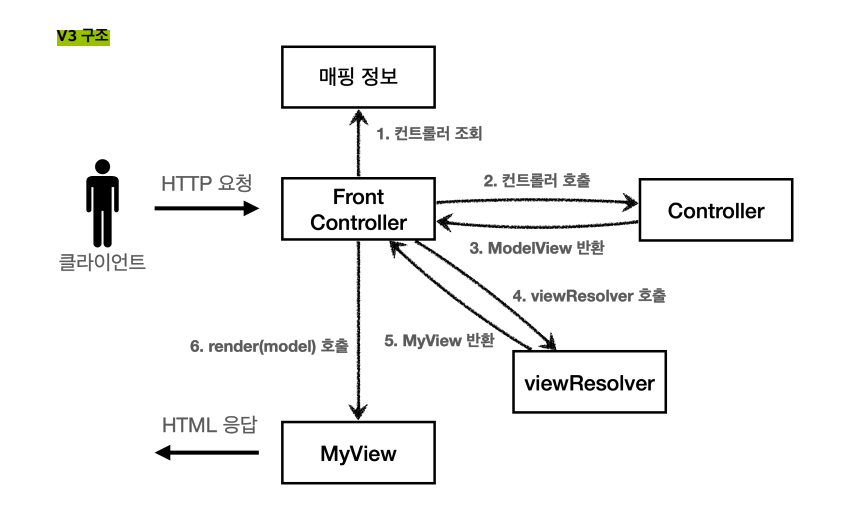 V3 구조
매핑 정보
1. 컨트롤러 조회
HTTP 요청
Front
Controller
2. 컨트롤러 호출
Controller
3. ModelView 반환
클라이언트
4. viewResolver 호출
5. MyView 반환
6. render(model) 호출
viewResolver
HTML 응답
MyView